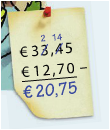 2 14
€ 33,45
€ 12,70 –
€ 20,75